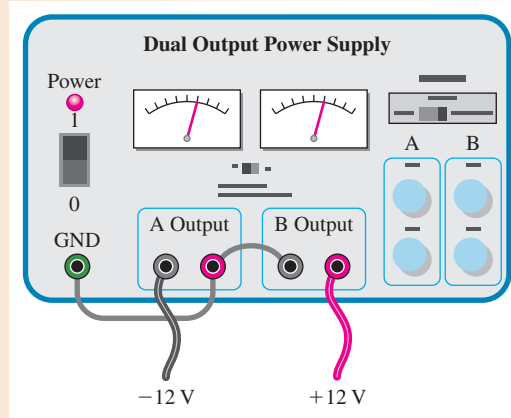 Dual Output Power Supply
Power
1
0
GND
A Output
B Output
A
B
−12 V
+12 V